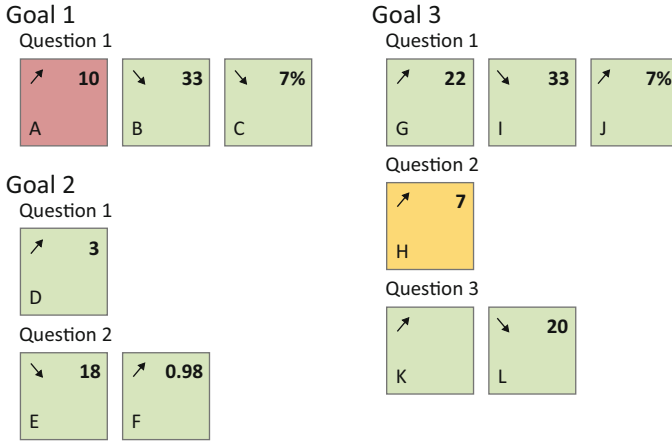 Goal 1
Question 1
↗ 10
A
↘ 33
B
↘ 7%
C
Goal 2
Question 1
↗ 3
D
Question 2
↘ 18
E
↗ 0.98
F
Goal 3
Question 1
↗ 22
G
↘ 33
I
↗ 7%
J
Question 2
↗ 7
H
Question 3
↗
K
↘ 20
L